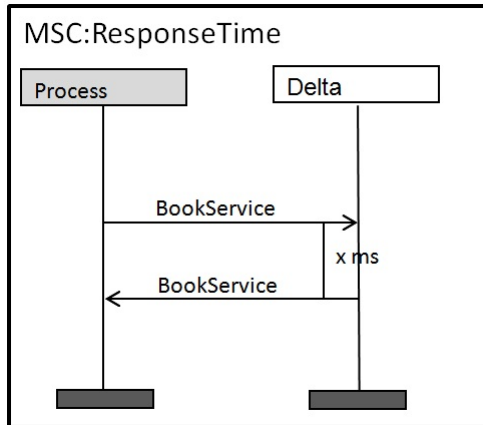 MSC:ResponseTime
Process
Delta
BookService
x ms
BookService